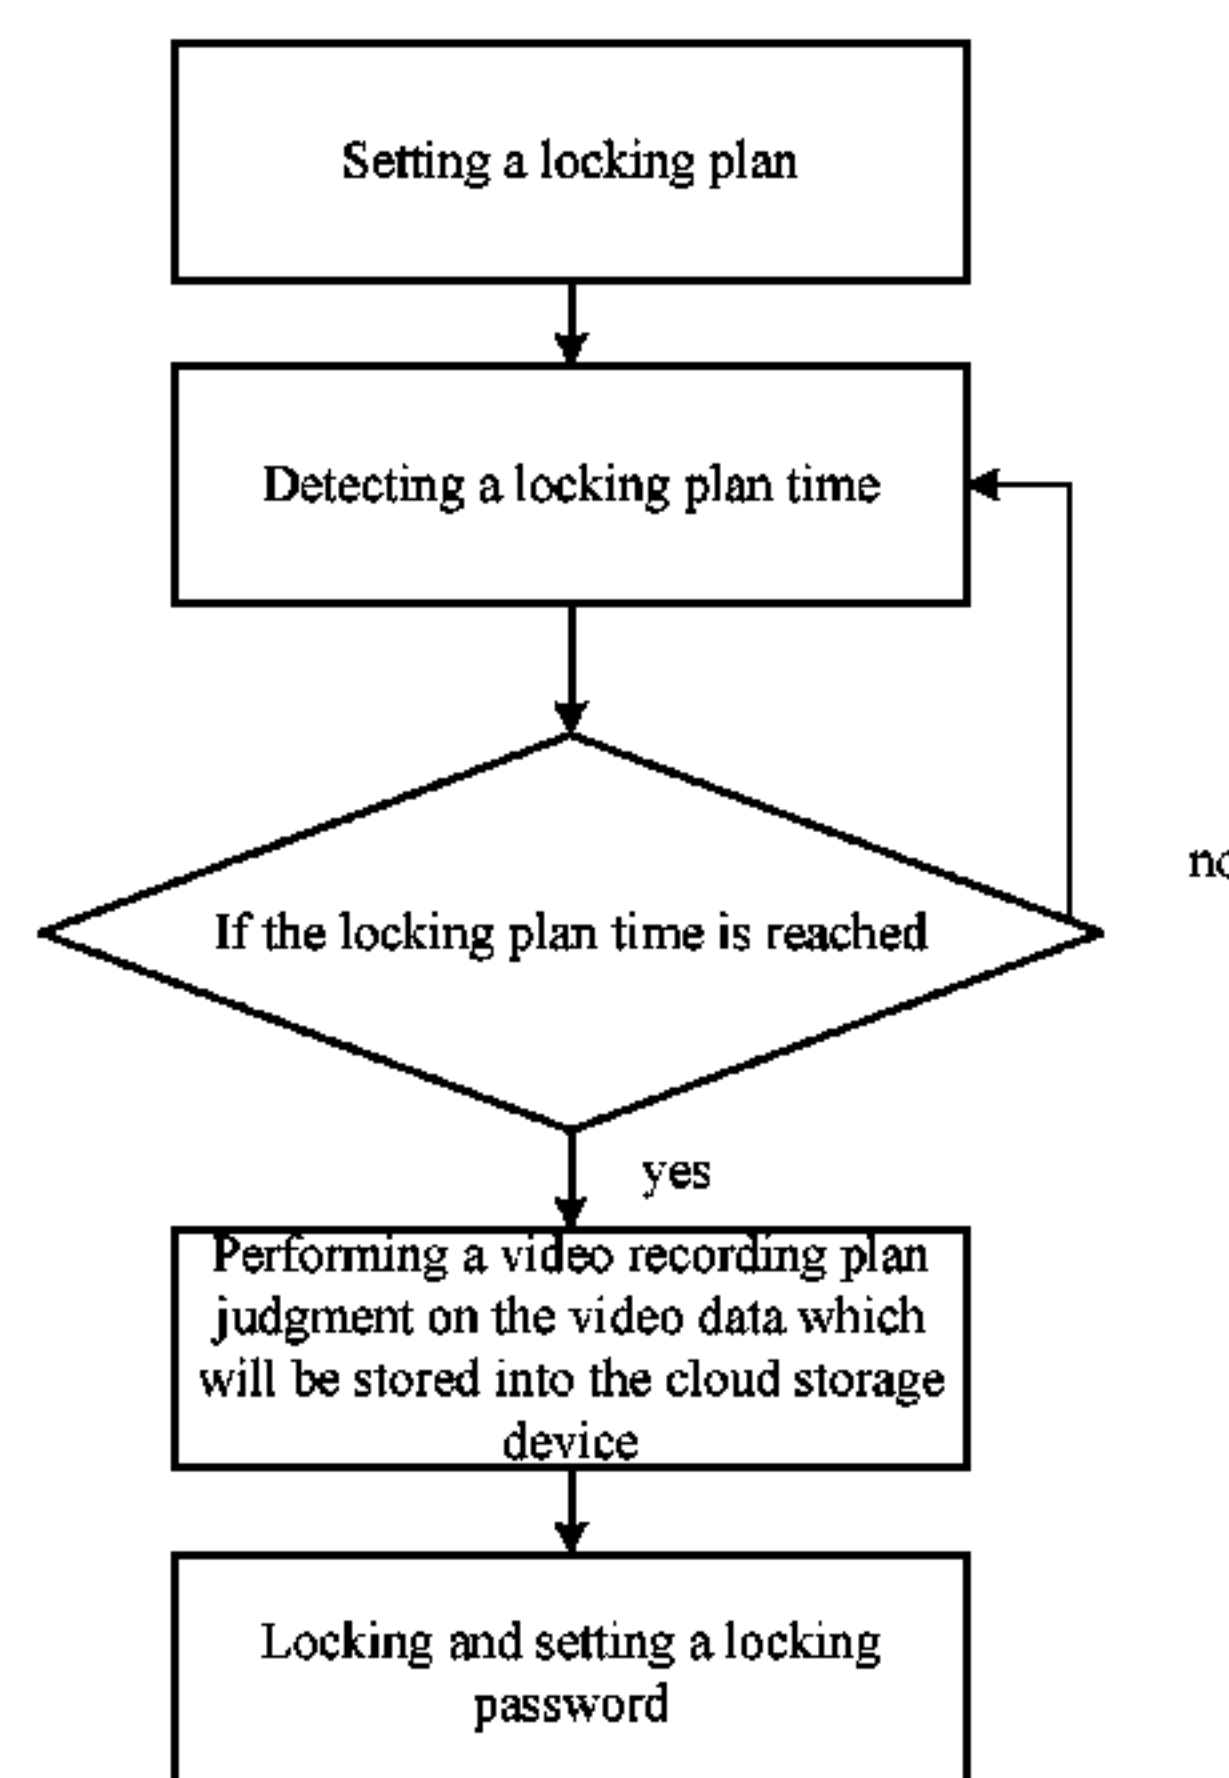 Setting a locking plan
Detecting a locking plan time
If the locking plan time is reached
no
yes
Performing a video recording plan
judgment on the video data which
will be stored into the cloud storage
device
Locking and setting a locking
password